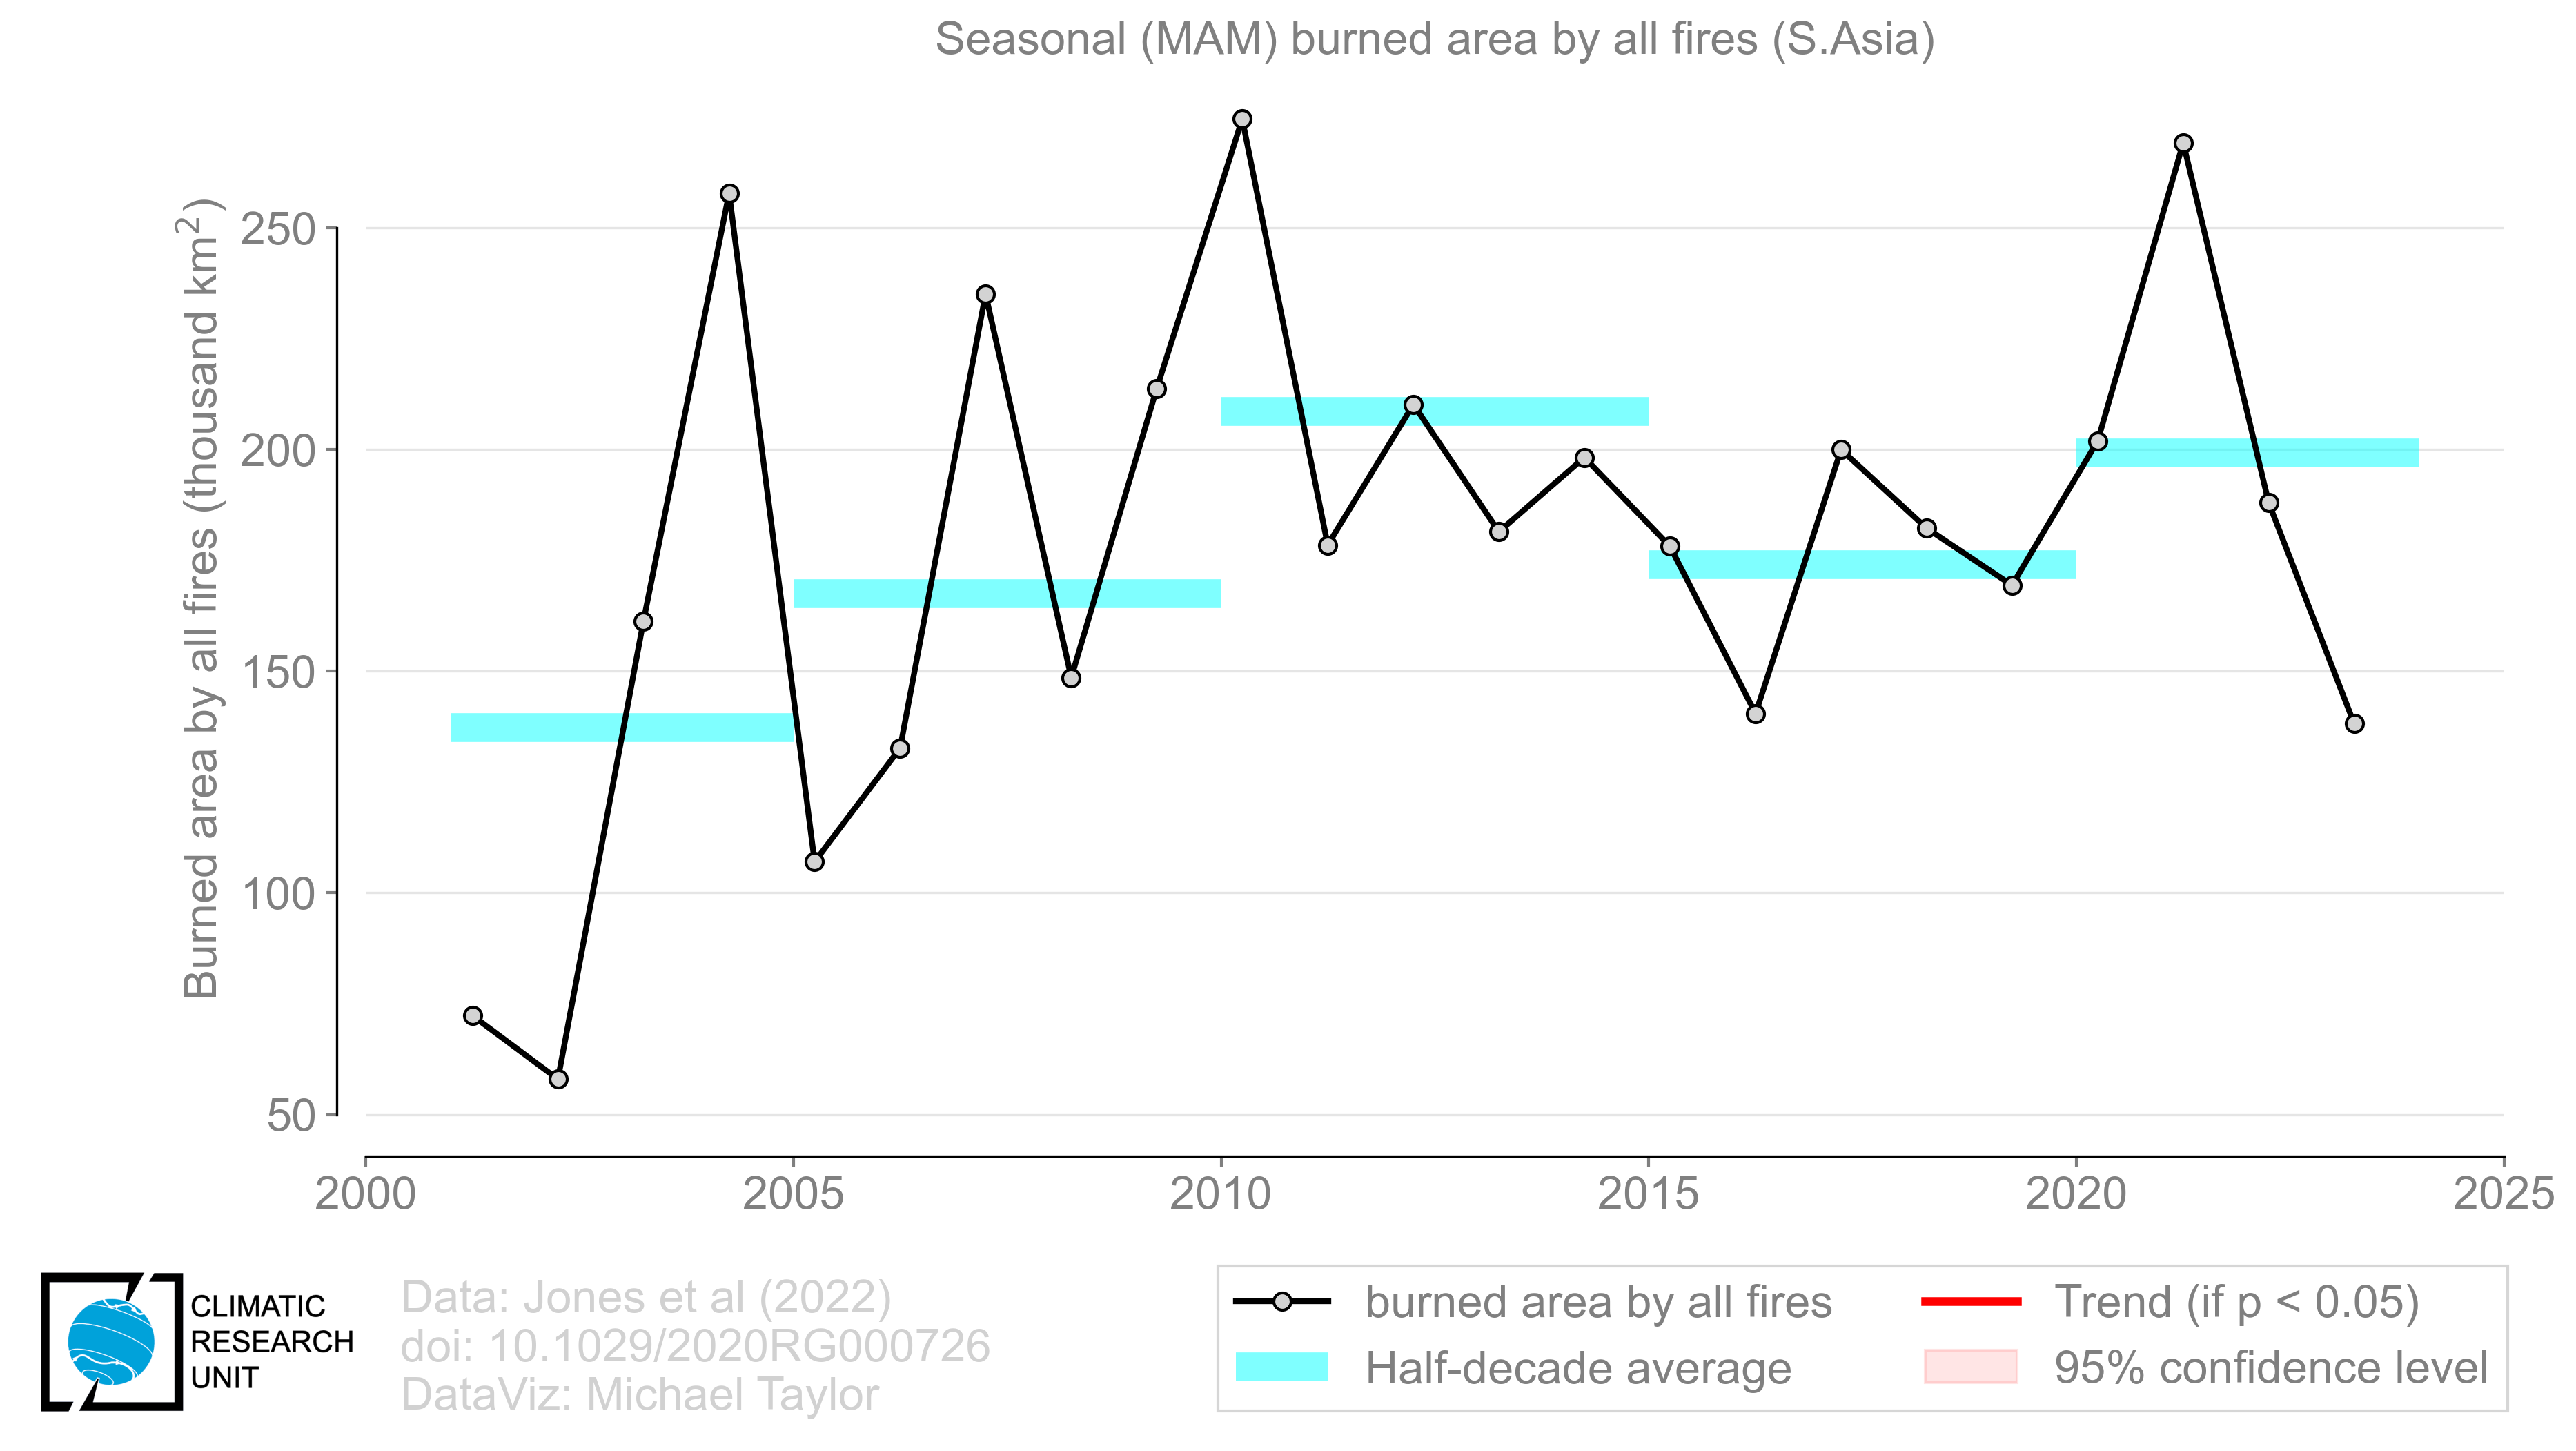 Seasonal (MAM) burned area by all fires (S.Asia)
Burned area by all fires (thousand km²)
250
200
150
100
50
2000 2005 2010 2015 2020 2025
CLIMATIC
RESEARCH
UNIT
Data: Jones et al (2022)
doi: 10.1029/2020RG000726
DataViz: Michael Taylor
burned area by all fires
Half-decade average
Trend (if p < 0.05)
95% confidence level